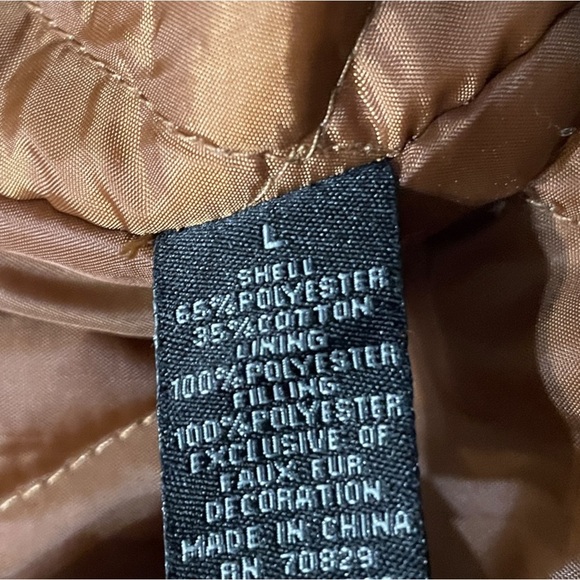 L
SHELL
65%POLYESTER
35%COTTON
LINING
100%POLYESTER
FILLING
100%POLYESTER
EXCLUSIVE OF
FAUX FUR
DECORATION
MADE IN CHINA
RN 70829